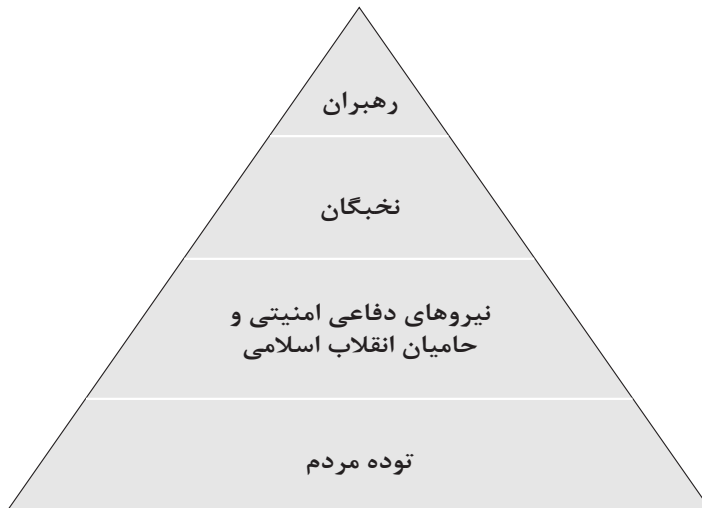 رهبران
نخبگان
نیروهای دفاعی امنیتی و
حامیان انقلاب اسلامی
توده مردم